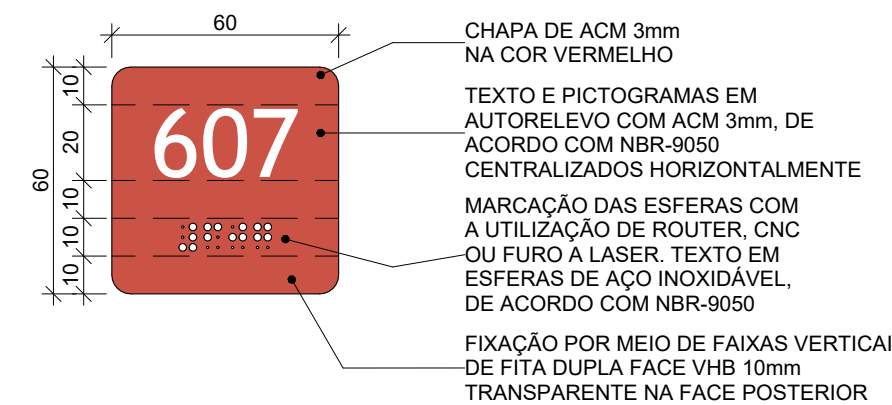 60
CHAPA DE ACM 3mm
NA COR VERMELHO
10
TEXTO E PICTOGRAMAS EM
AUTORELEVO COM ACM 3mm, DE
ACORDO COM NBR-9050
CENTRALIZADOS HORIZONTALMENTE
20
607
60
10
MARCAÇÃO DAS ESFERAS COM
A UTILIZAÇÃO DE ROUTER, CNC
OU FURO A LASER. TEXTO EM
ESFERAS DE AÇO INOXIDÁVEL,
DE ACORDO COM NBR-9050
10
⠼⠋⠚⠛
10
FIXAÇÃO POR MEIO DE FAIXAS VERTICAI
DE FITA DUPLA FACE VHB 10mm
TRANSPARENTE NA FACE POSTERIOR